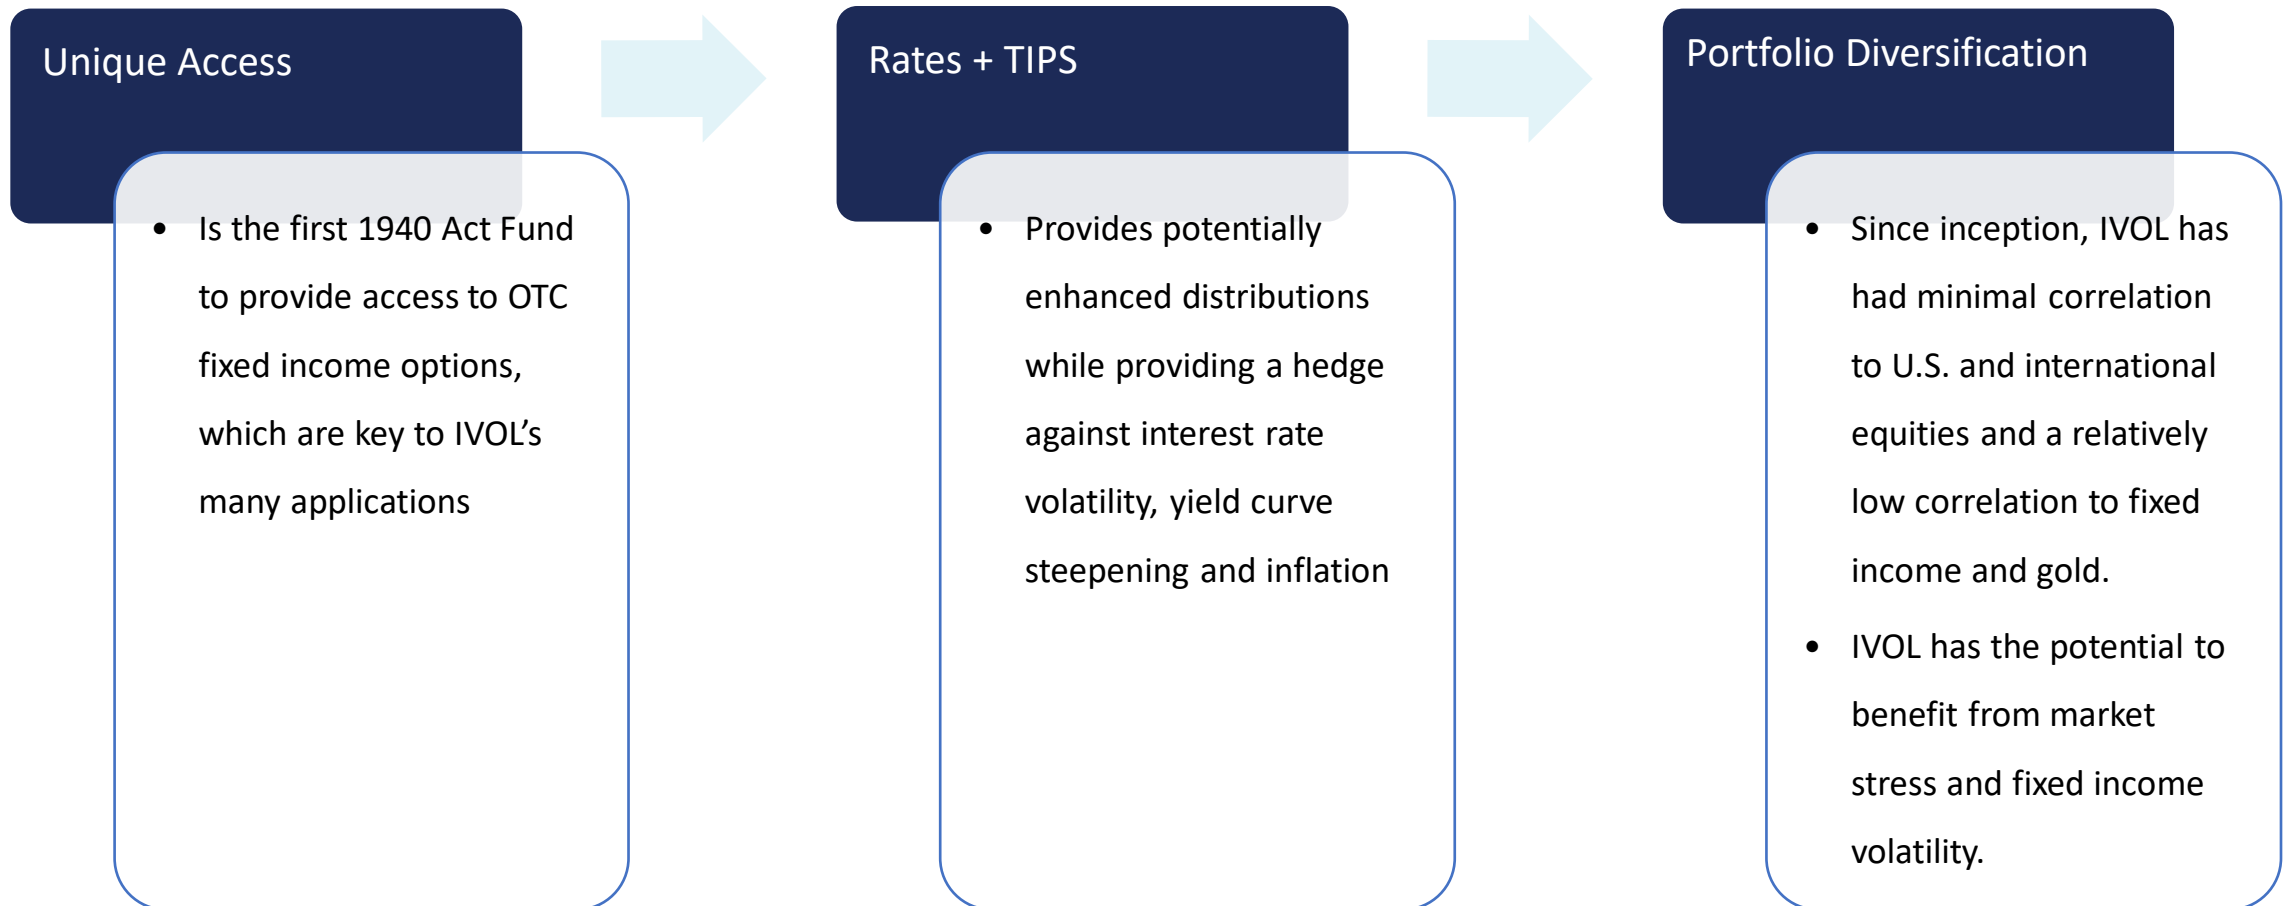 Unique Access
• Is the first 1940 Act Fund
to provide access to OTC
fixed income options,
which are key to IVOL’s
many applications
Rates + TIPS
• Provides potentially
enhanced distributions
while providing a hedge
against interest rate
volatility, yield curve
steepening and inflation
Portfolio Diversification
• Since inception, IVOL has
had minimal correlation
to U.S. and international
equities and a relatively
low correlation to fixed
income and gold.
• IVOL has the potential to
benefit from market
stress and fixed income
volatility.